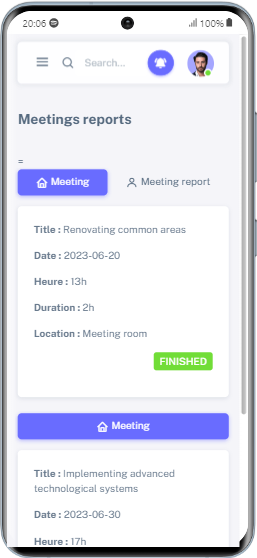 20:06 100%
Search...
Meetings reports
=
Meeting Meeting report
Title : Renovating common areas
Date : 2023-06-20
Heure : 13h
Duration : 2h
Location : Meeting room
FINISHED
Meeting
Title : Implementing advanced
technological systems
Date : 2023-06-30
Heure : 17h